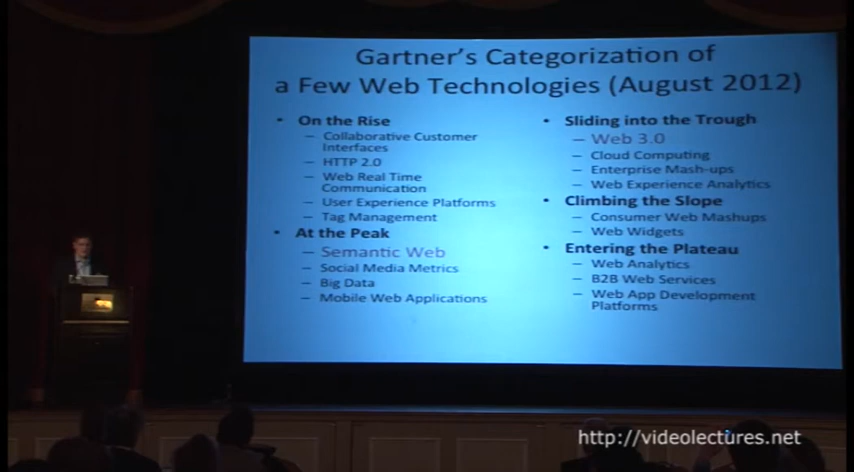 Gartner's Categorization of
a Few Web Technologies (August 2012)
• On the Rise
– Collaborative Customer
Interfaces
– HTTP 2.0
– Web Real Time
Communication
– User Experience Platforms
– Tag Management
• At the Peak
– Semantic Web
– Social Media Metrics
– Big Data
– Mobile Web Applications
• Sliding into the Trough
– Web 3.0
– Cloud Computing
– Enterprise Mash-ups
– Web Experience Analytics
• Climbing the Slope
– Consumer Web Mashups
– Web Widgets
• Entering the Plateau
– Web Analytics
– B2B Web Services
– Web App Development
Platforms
http://videolectures.net